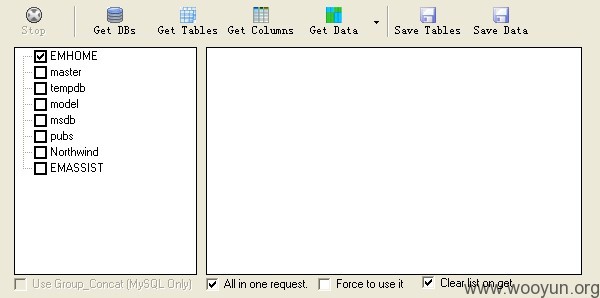 Stop Get DBs Get Tables Get Columns Get Data Save Tables Save Data
EMHOME
master
tempdb
model
msdb
pubs
Northwind
EMASSIST
Use Group_Concat (MySQL Only) All in one request. Force to use it Clear list on get
www.wooyun.org